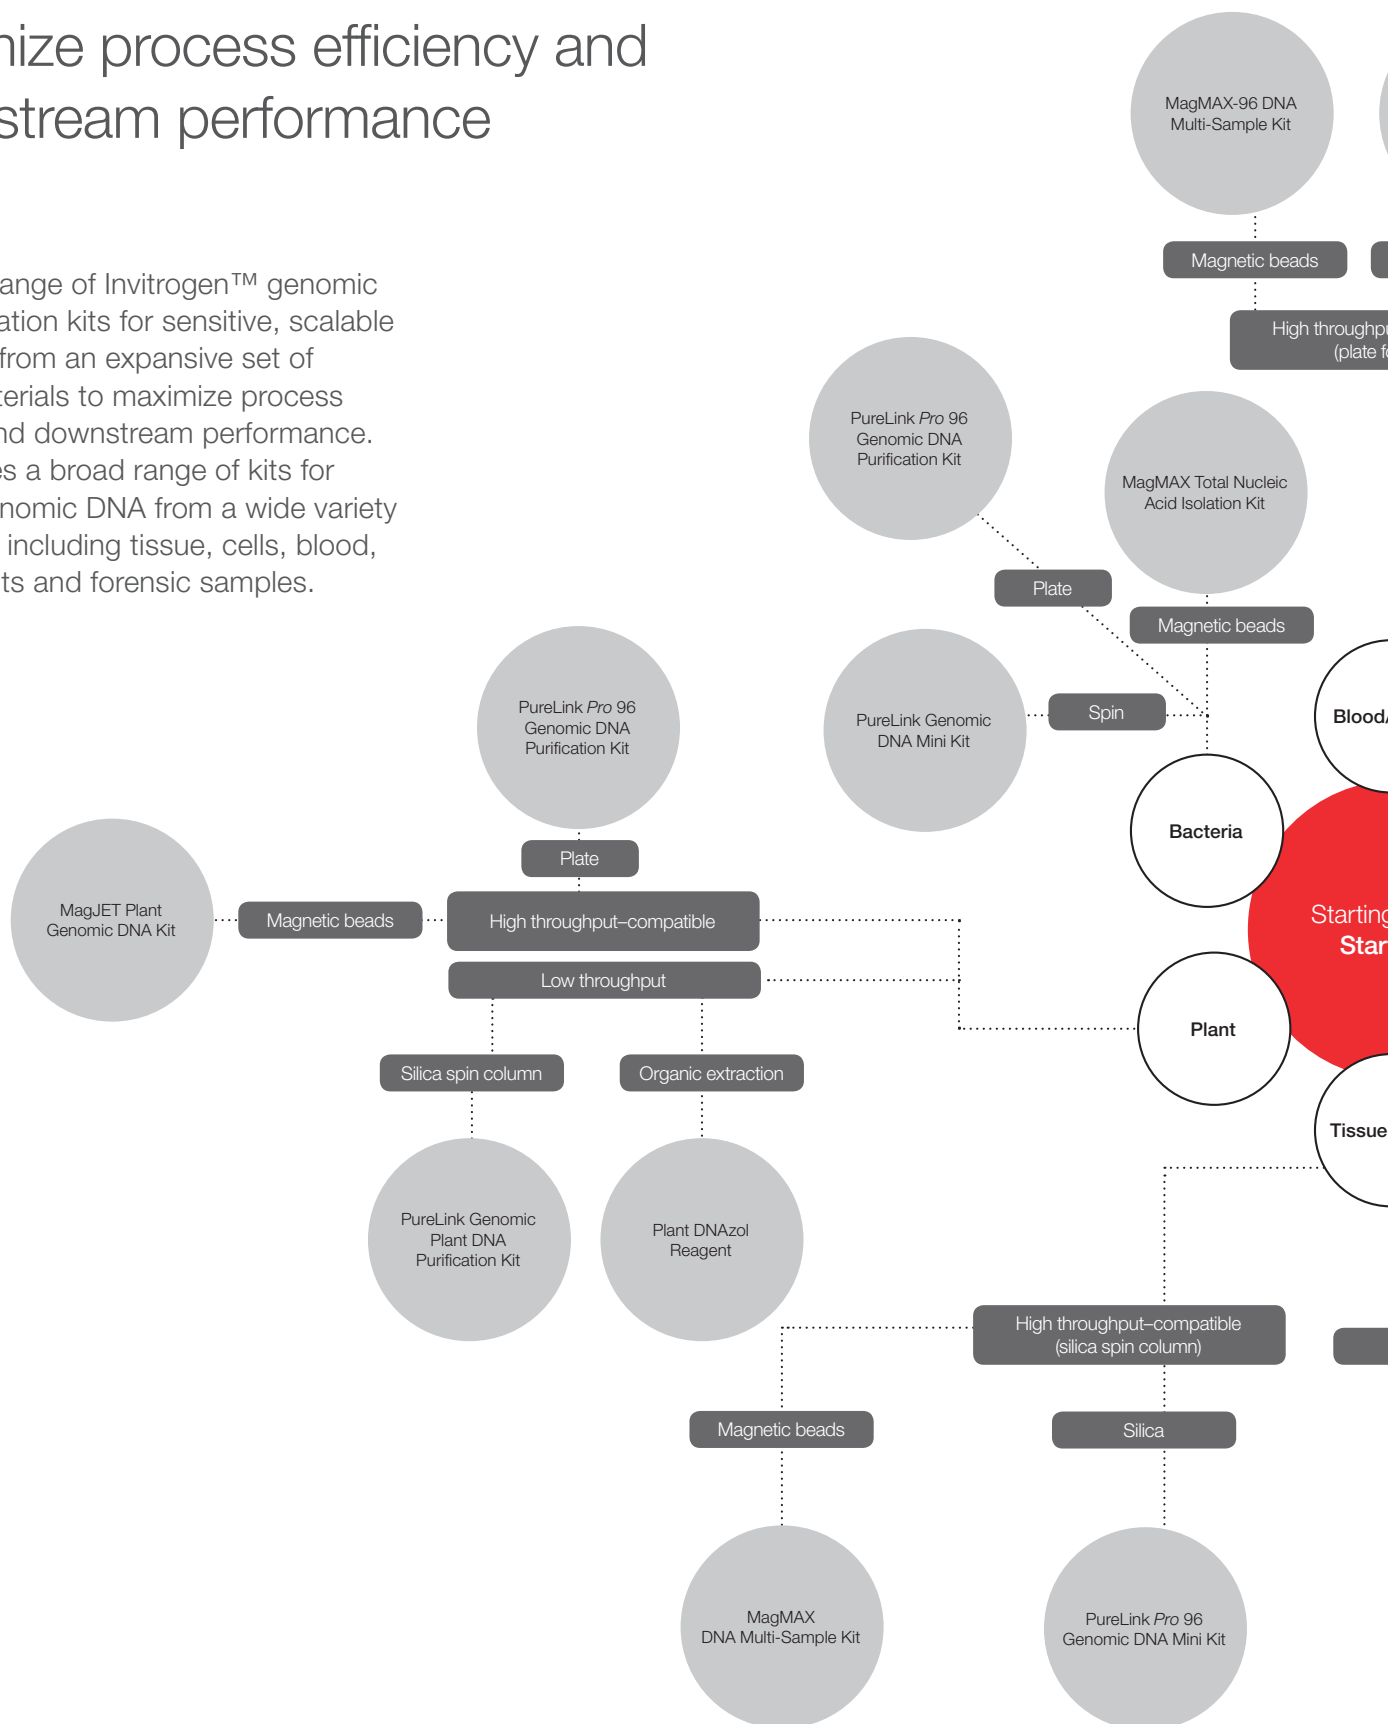 nize process efficiency and
stream performance
ange of Invitrogen™ genomic
ation kits for sensitive, scalable
from an expansive set of
terials to maximize process
nd downstream performance.
es a broad range of kits for
nomic DNA from a wide variety
including tissue, cells, blood,
ts and forensic samples.
MagMAX-96 DNA
Multi-Sample Kit
Magnetic beads
High throughpu
(plate fo
PureLink Pro 96
Genomic DNA
Purification Kit
MagMAX Total Nucleic
Acid Isolation Kit
Plate
Magnetic beads
PureLink Genomic
DNA Mini Kit
Spin
Blood/
Bacteria
PureLink Pro 96
Genomic DNA
Purification Kit
Plate
MagJET Plant
Genomic DNA Kit
Magnetic beads
High throughput–compatible
Low throughput
Starting
Star
Plant
Silica spin column
Organic extraction
Tissue
PureLink Genomic
Plant DNA
Purification Kit
Plant DNAzol
Reagent
High throughput–compatible
(silica spin column)
Magnetic beads
Silica
MagMAX
DNA Multi-Sample Kit
PureLink Pro 96
Genomic DNA Mini Kit